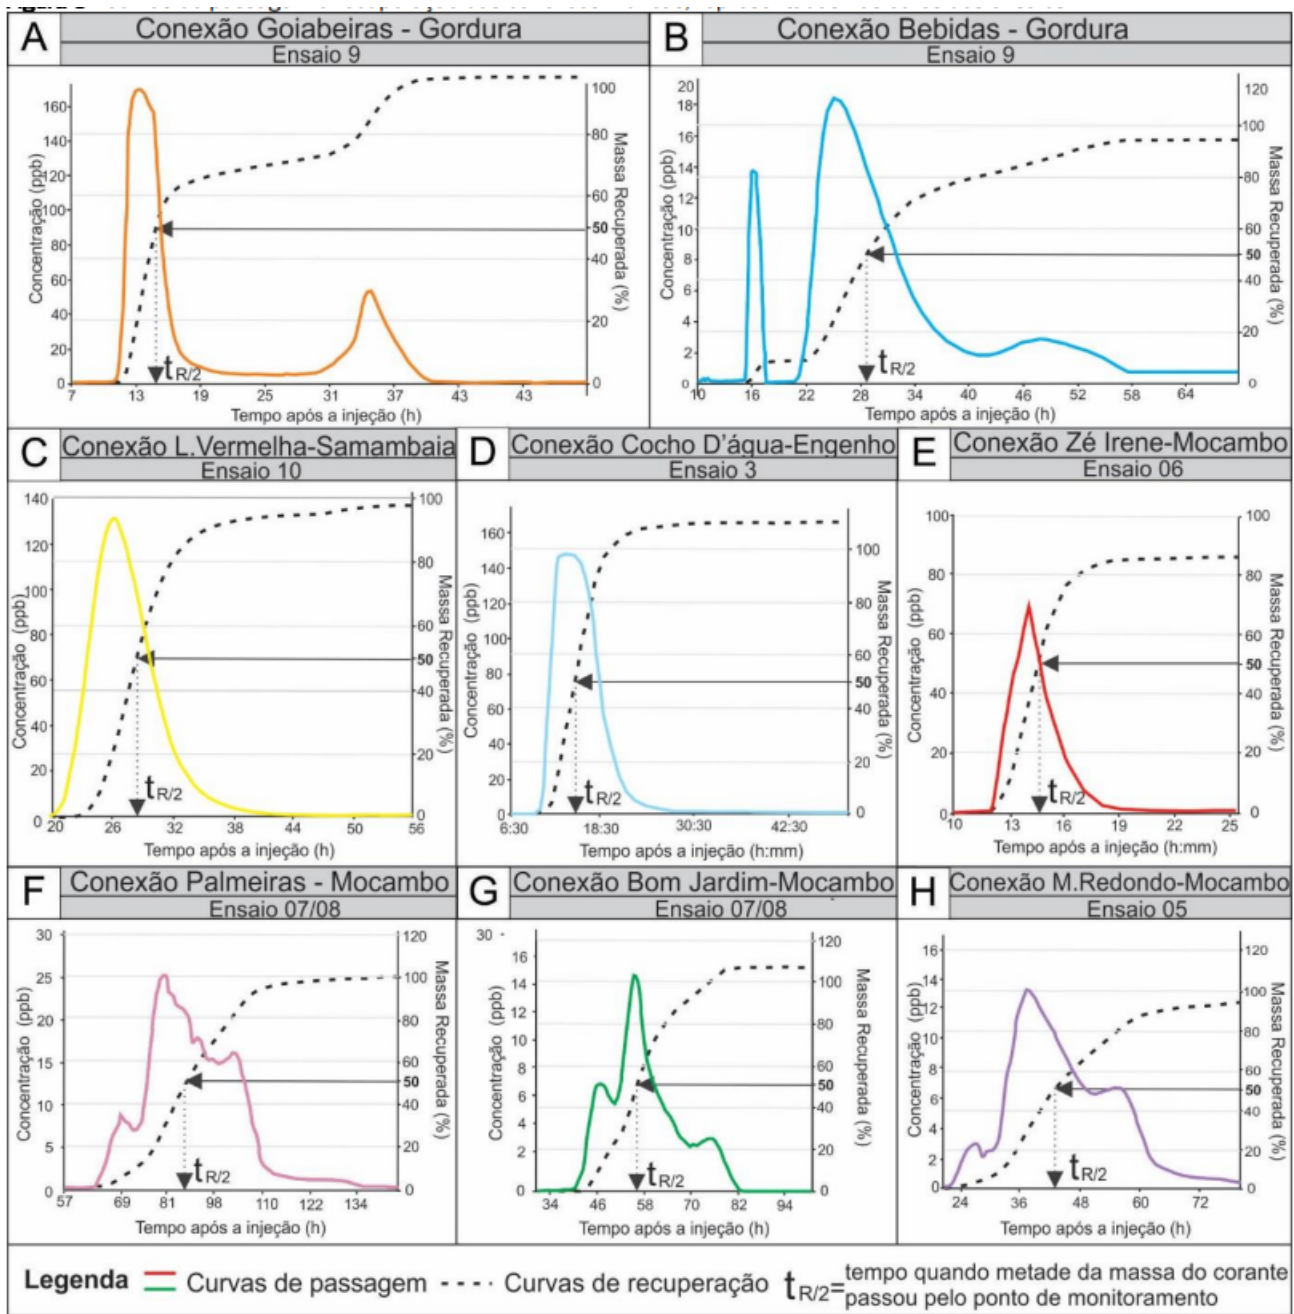 A
Conexão Goiabeiras - Gordura
Ensaio 9
Concentração (ppb)
160
140
120
100
80
60
40
20
0
100
80
60
50
40
20
0
Massa Recuperada (%)
tR/2
7 13 19 25 31 37 43 43
Tempo após a injeção (h)
B
Conexão Bebidas - Gordura
Ensaio 9
Concentração (ppb)
20
18
16
14
12
10
8
6
4
2
0
120
100
80
60
50
40
20
0
Massa Recuperada (%)
tR/2
10 16 22 28 34 40 46 52 58 64
Tempo após a injeção (h)
C
Conexão L.Vermelha-Samambaia
Ensaio 10
Concentração (ppb)
140
120
100
80
60
40
20
0
100
80
50
40
20
0
Massa Recuperada (%)
tR/2
20 26 32 38 44 50 56
Tempo após a injeção (h)
D
Conexão Cocho D'água-Engenho
Ensaio 3
Concentração (ppb)
160
140
120
100
80
60
40
20
0
100
80
60
50
40
20
0
Massa Recuperada (%)
tR/2
6:30 18:30 30:30 42:30
Tempo após a injeção (h:mm)
E
Conexão Zé Irene-Mocambo
Ensaio 06
Concentração (ppb)
100
80
60
40
20
0
100
80
60
50
40
20
0
Massa Recuperada (%)
tR/2
10 13 16 19 22 25
Tempo após a injeção (h:mm)
F
Conexão Palmeiras - Mocambo
Ensaio 07/08
Concentração (ppb)
30
25
20
15
10
5
0
120
100
80
60
50
40
20
0
Massa Recuperada (%)
tR/2
57 69 81 98 110 122 134
Tempo após a injeção (h)
G
Conexão Bom Jardim-Mocambo
Ensaio 07/08
Concentração (ppb)
30
16
14
12
10
8
6
4
2
0
120
100
80
60
50
40
20
0
Massa Recuperada (%)
tR/2
34 46 58 70 82 94
Tempo após a injeção (h)
H
Conexão M.Redondo-Mocambo
Ensaio 05
Concentração (ppb)
16
14
12
10
8
6
4
2
0
120
100
80
60
50
40
20
0
Massa Recuperada (%)
tR/2
24 36 48 60 72
Tempo após a injeção (h)
Legenda Curvas de passagem Curvas de recuperação tR/2= tempo quando metade da massa do corante
passou pelo ponto de monitoramento